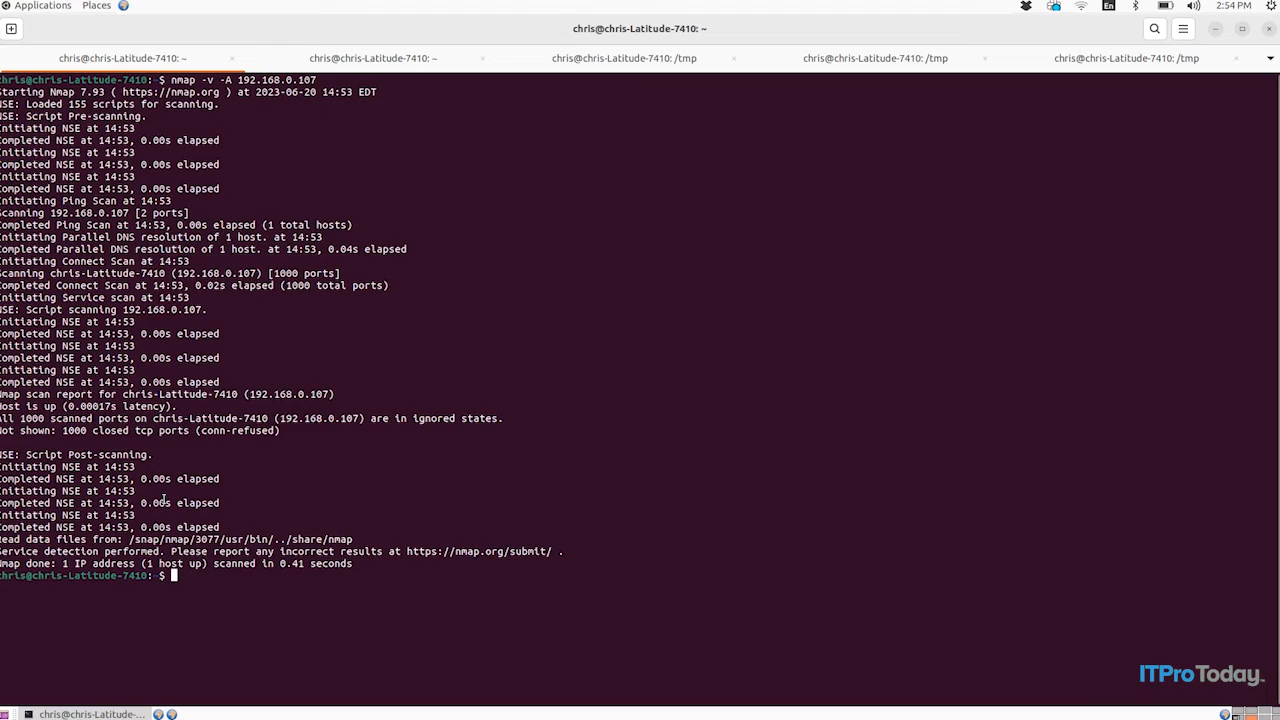 Applications Places En 2:54 PM
chris@chris-Latitude-7410: ~
chris@chris-Latitude-7410: ~ × chris@chris-Latitude-7410: ~ × chris@chris-Latitude-7410: /tmp × chris@chris-Latitude-7410: /tmp × chris@chris-Latitude-7410: /tmp ×
chris@chris-Latitude-7410:~$ nmap -v -A 192.168.0.107
Starting Nmap 7.93 ( https://nmap.org ) at 2023-06-20 14:53 EDT
NSE: Loaded 155 scripts for scanning.
NSE: Script Pre-scanning.
Initiating NSE at 14:53
Completed NSE at 14:53, 0.00s elapsed
Initiating NSE at 14:53
Completed NSE at 14:53, 0.00s elapsed
Initiating NSE at 14:53
Completed NSE at 14:53, 0.00s elapsed
Initiating Ping Scan at 14:53
Scanning 192.168.0.107 [2 ports]
Completed Ping Scan at 14:53, 0.00s elapsed (1 total hosts)
Initiating Parallel DNS resolution of 1 host. at 14:53
Completed Parallel DNS resolution of 1 host. at 14:53, 0.04s elapsed
Initiating Connect Scan at 14:53
Scanning chris-Latitude-7410 (192.168.0.107) [1000 ports]
Completed Connect Scan at 14:53, 0.02s elapsed (1000 total ports)
Initiating Service scan at 14:53
NSE: Script scanning 192.168.0.107.
Initiating NSE at 14:53
Completed NSE at 14:53, 0.00s elapsed
Initiating NSE at 14:53
Completed NSE at 14:53, 0.00s elapsed
Initiating NSE at 14:53
Completed NSE at 14:53, 0.00s elapsed
Nmap scan report for chris-Latitude-7410 (192.168.0.107)
Host is up (0.00017s latency).
All 1000 scanned ports on chris-Latitude-7410 (192.168.0.107) are in ignored states.
Not shown: 1000 closed tcp ports (conn-refused)
NSE: Script Post-scanning.
Initiating NSE at 14:53
Completed NSE at 14:53, 0.00s elapsed
Initiating NSE at 14:53
Completed NSE at 14:53, 0.00s elapsed
Initiating NSE at 14:53
Completed NSE at 14:53, 0.00s elapsed
Read data files from: /snap/nmap/3077/usr/bin/../share/nmap
Service detection performed. Please report any incorrect results at https://nmap.org/submit/ .
Nmap done: 1 IP address (1 host up) scanned in 0.41 seconds
chris@chris-Latitude-7410:~$
ITProToday.
chris@chris-Latitude-...